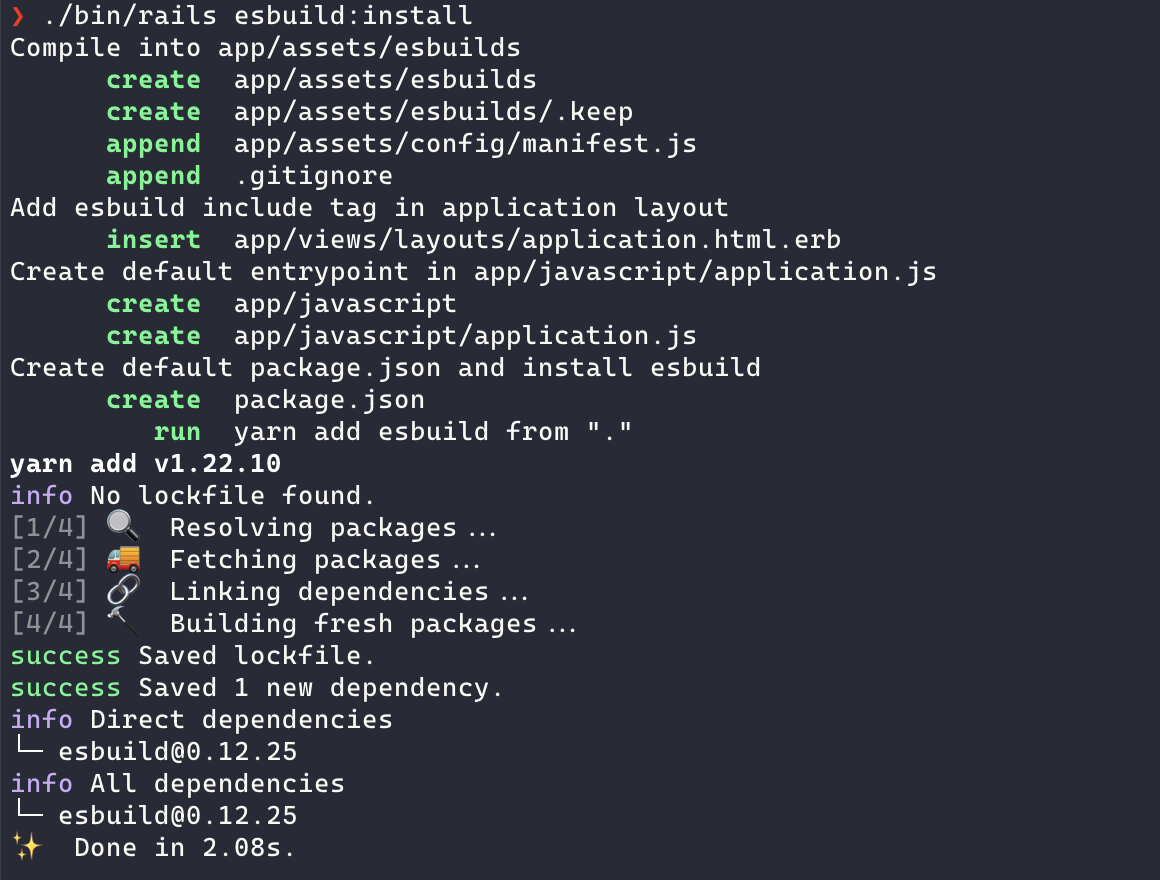 ❯ ./bin/rails esbuild:install
Compile into app/assets/esbuilds
      create  app/assets/esbuilds
      create  app/assets/esbuilds/.keep
      append  app/assets/config/manifest.js
      append  .gitignore
Add esbuild include tag in application layout
      insert  app/views/layouts/application.html.erb
Create default entrypoint in app/javascript/application.js
      create  app/javascript
      create  app/javascript/application.js
Create default package.json and install esbuild
      create  package.json
         run  yarn add esbuild from "."
yarn add v1.22.10
info No lockfile found.
[1/4] 🔍  Resolving packages...
[2/4] 🚚  Fetching packages...
[3/4] 🔗  Linking dependencies...
[4/4] 🔨  Building fresh packages...
success Saved lockfile.
success Saved 1 new dependency.
info Direct dependencies
└─ esbuild@0.12.25
info All dependencies
└─ esbuild@0.12.25
✨  Done in 2.08s.